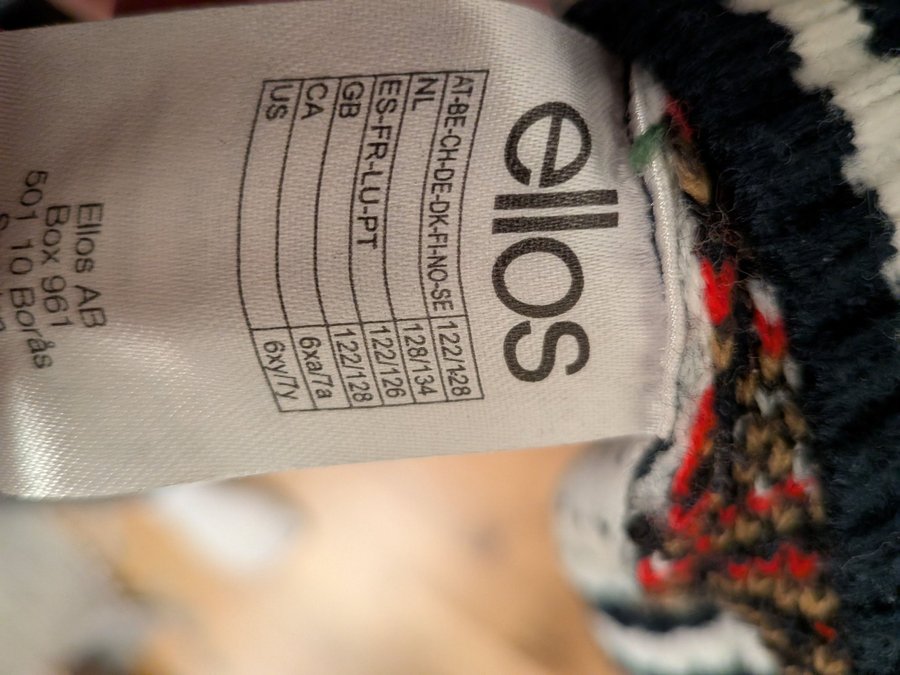 ellos
AT-BE-CH-DE-DK-FI-NO-SE 122/128
NL 128/134
ES-FR-LU-PT 122/126
GB 122/128
CA 6xa/7a
US 6xy/7y
Ellos AB
Box 961
501 10 Borås